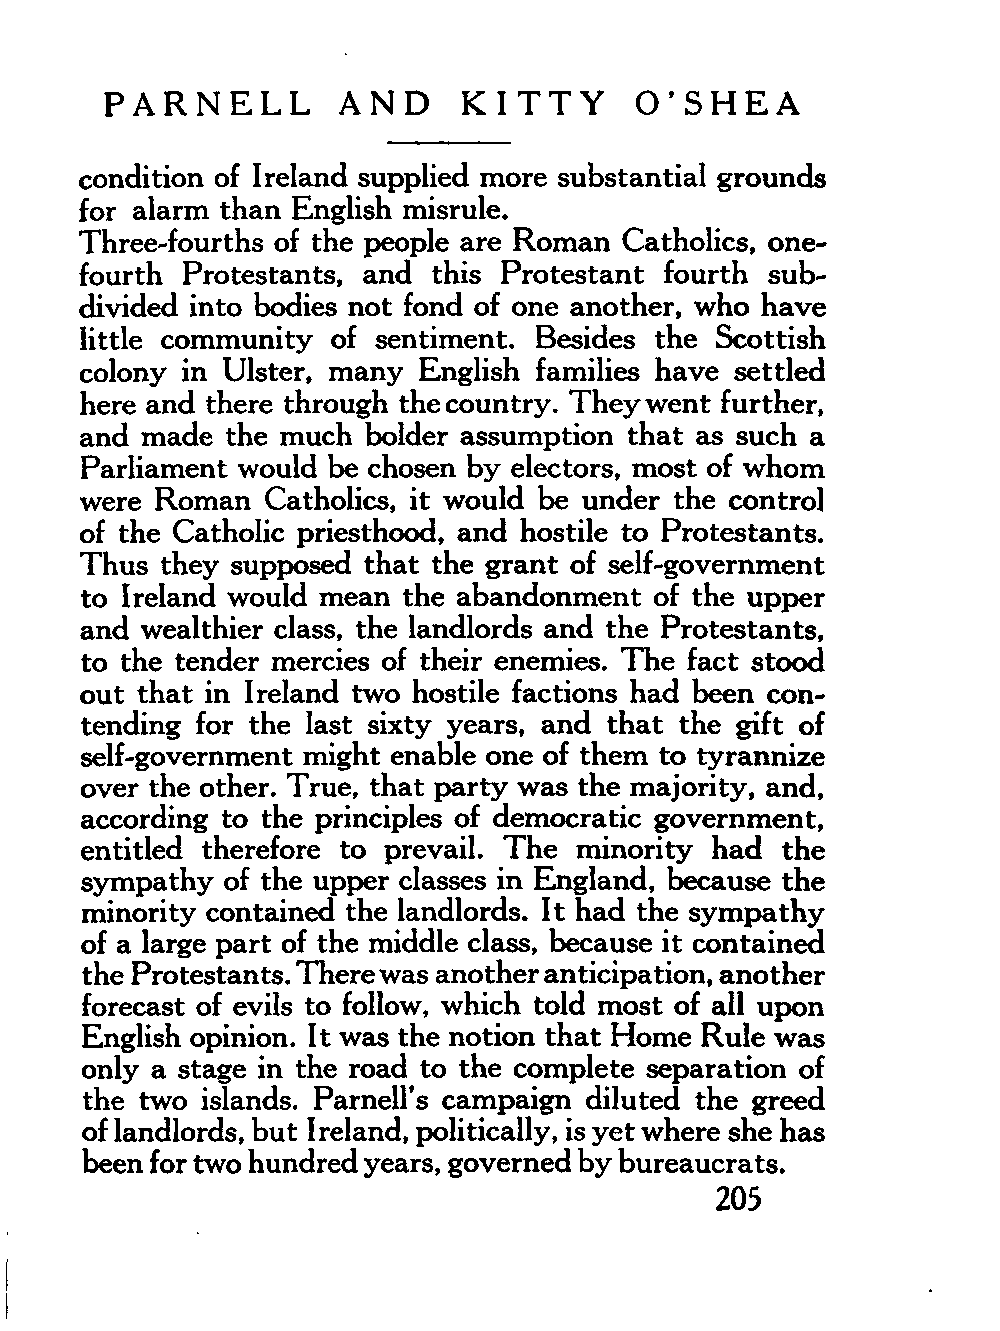 PARNELL AND KITTY O'SHEA
condition of Ireland supplied more substantial grounds
for alarm than English misrule.
Three-fourths of the people are Roman Catholics, one-
fourth Protestants, and this Protestant fourth sub-
divided into bodies not fond of one another, who have
little community of sentiment. Besides the Scottish
colony in Ulster, many English families have settled
here and there through the country. They went further,
and made the much bolder assumption that as such a
Parliament would be chosen by electors, most of whom
were Roman Catholics, it would be under the control
of the Catholic priesthood, and hostile to Protestants.
Thus they supposed that the grant of self-government
to Ireland would mean the abandonment of the upper
and wealthier class, the landlords and the Protestants,
to the tender mercies of their enemies. The fact stood
out that in Ireland two hostile factions had been con-
tending for the last sixty years, and that the gift of
self-government might enable one of them to tyrannize
over the other. True, that party was the majority, and,
according to the principles of democratic government,
entitled therefore to prevail. The minority had the
sympathy of the upper classes in England, because the
minority contained the landlords. It had the sympathy
of a large part of the middle class, because it contained
the Protestants. There was another anticipation, another
forecast of evils to follow, which told most of all upon
English opinion. It was the notion that Home Rule was
only a stage in the road to the complete separation of
the two islands. Parnell's campaign diluted the greed
of landlords, but Ireland, politically, is yet where she has
been for two hundred years, governed by bureaucrats.
205